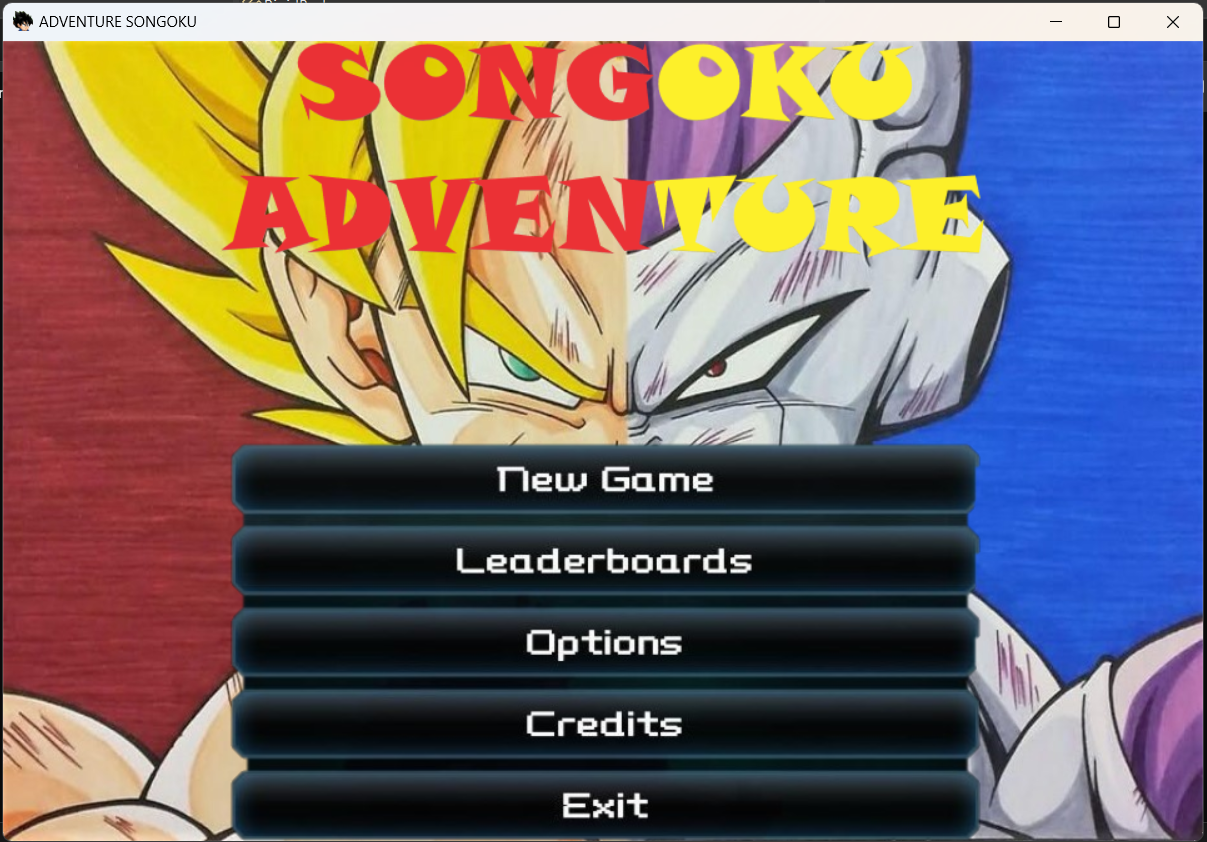 ADVENTURE SONGOKU
SONGOKU
ADVENTURE
New Game
Leaderboards
Options
Credits
Exit